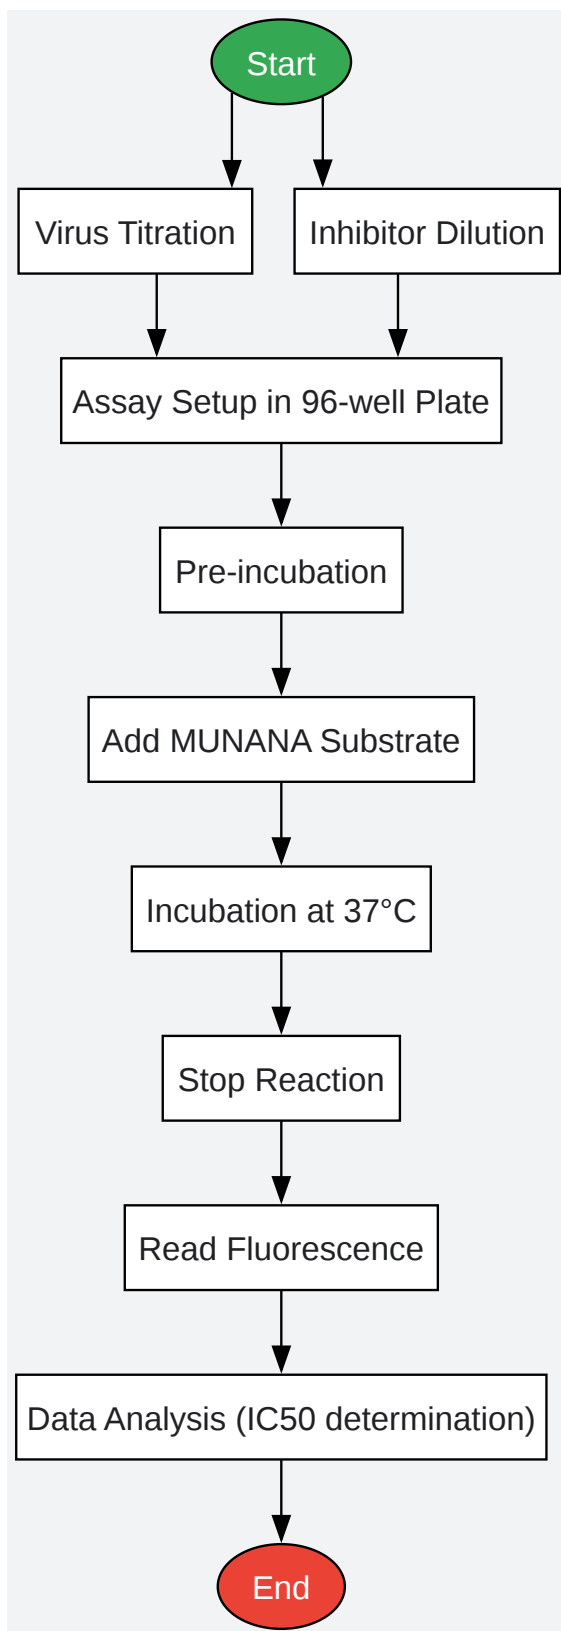 Start
Virus Titration
Inhibitor Dilution
Assay Setup in 96-well Plate
Pre-incubation
Add MUNANA Substrate
Incubation at 37°C
Stop Reaction
Read Fluorescence
Data Analysis (IC50 determination)
End